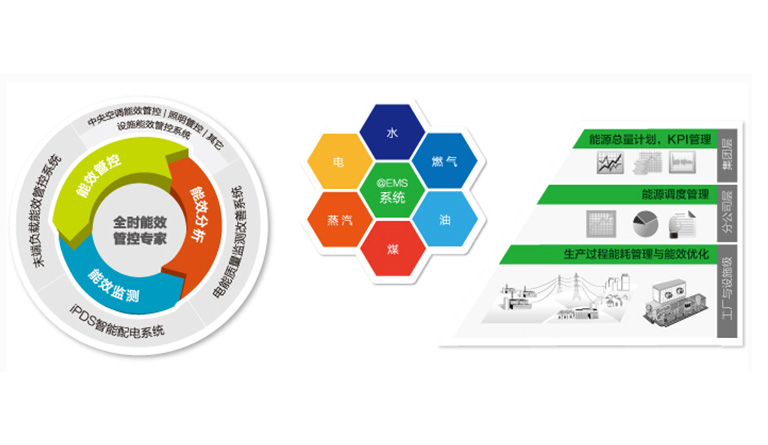 中央空调能效管控 | 照明管控 | 其它
设施能效管控系统
末端负载能效管控系统
电能质量监测改善系统
iPDS智能配电系统
能效管控
能效分析
能效监测
全时能效
管控专家
水
电
燃气
@EMS
系统
蒸汽
油
煤
能源总量计划，KPI管理
集团层
能源调度管理
分公司层
生产过程能耗管理与能效优化
工厂与设施级